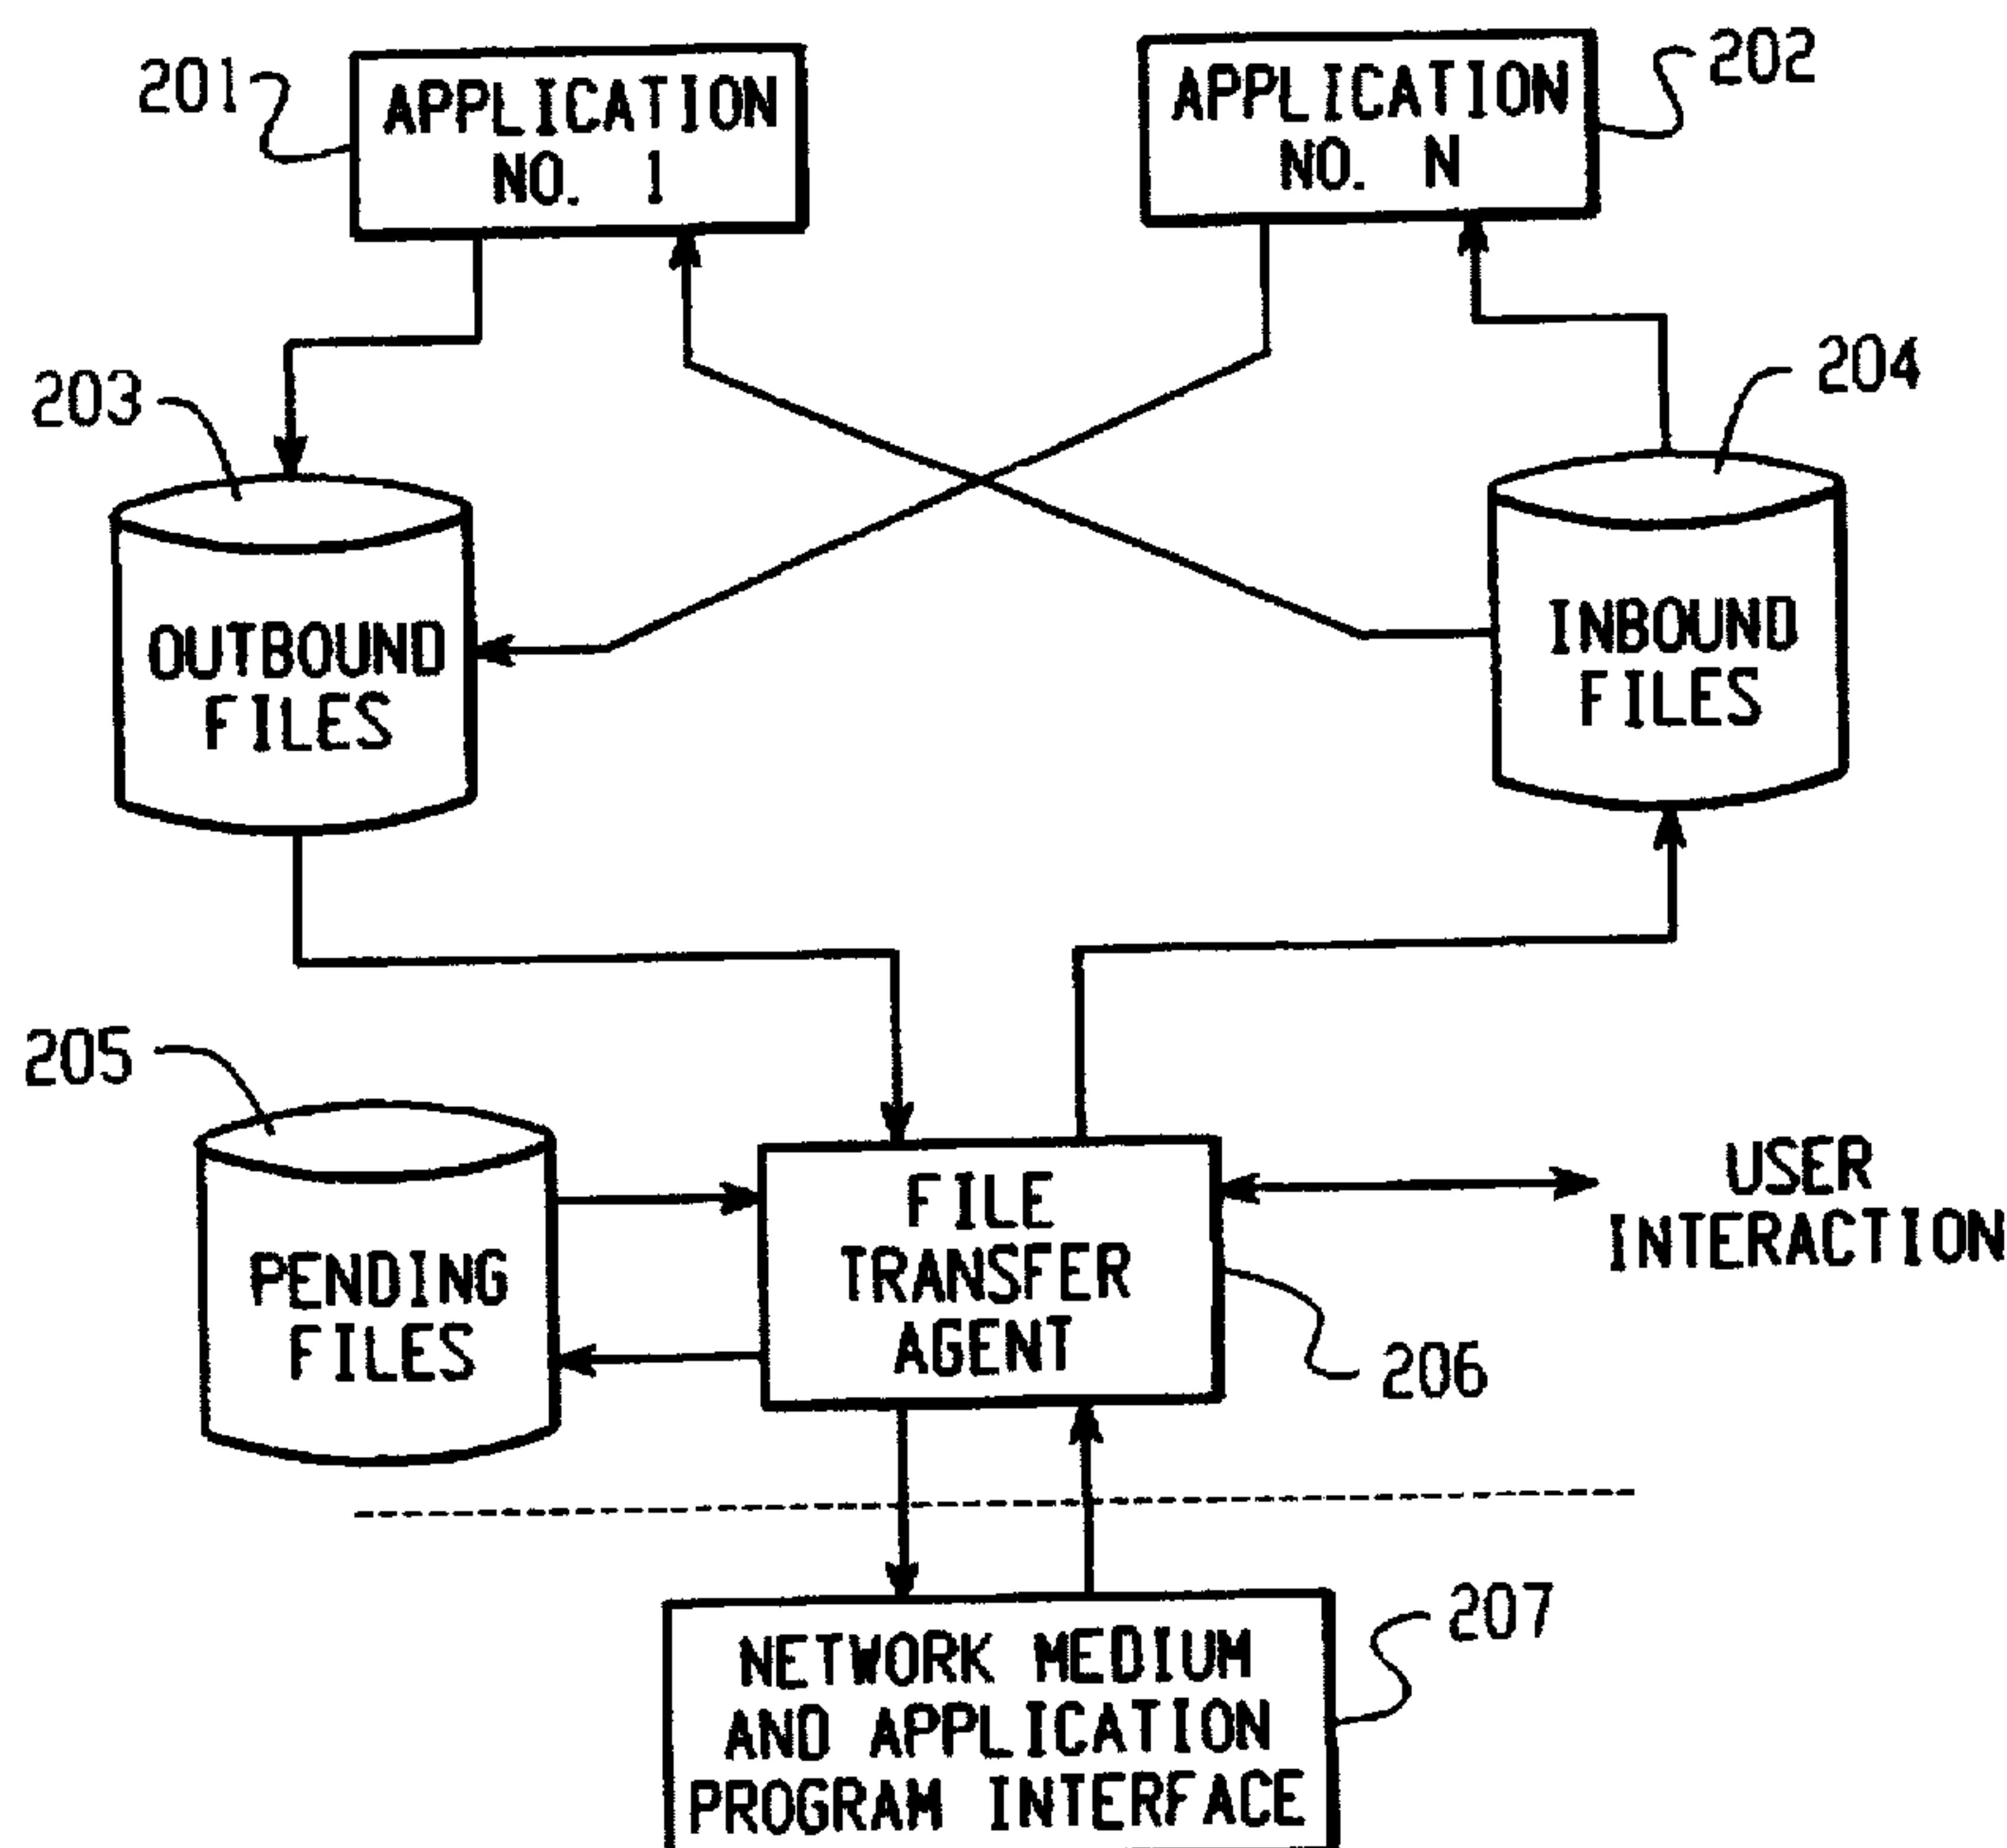 201
APPLICATION
NO. 1
APPLICATION
NO. N
202
203
204
OUTBOUND
FILES
INBOUND
FILES
205
PENDING
FILES
FILE
TRANSFER
AGENT
USER
INTERACTION
206
207
NETWORK MEDIUM
AND APPLICATION
PROGRAM INTERFACE